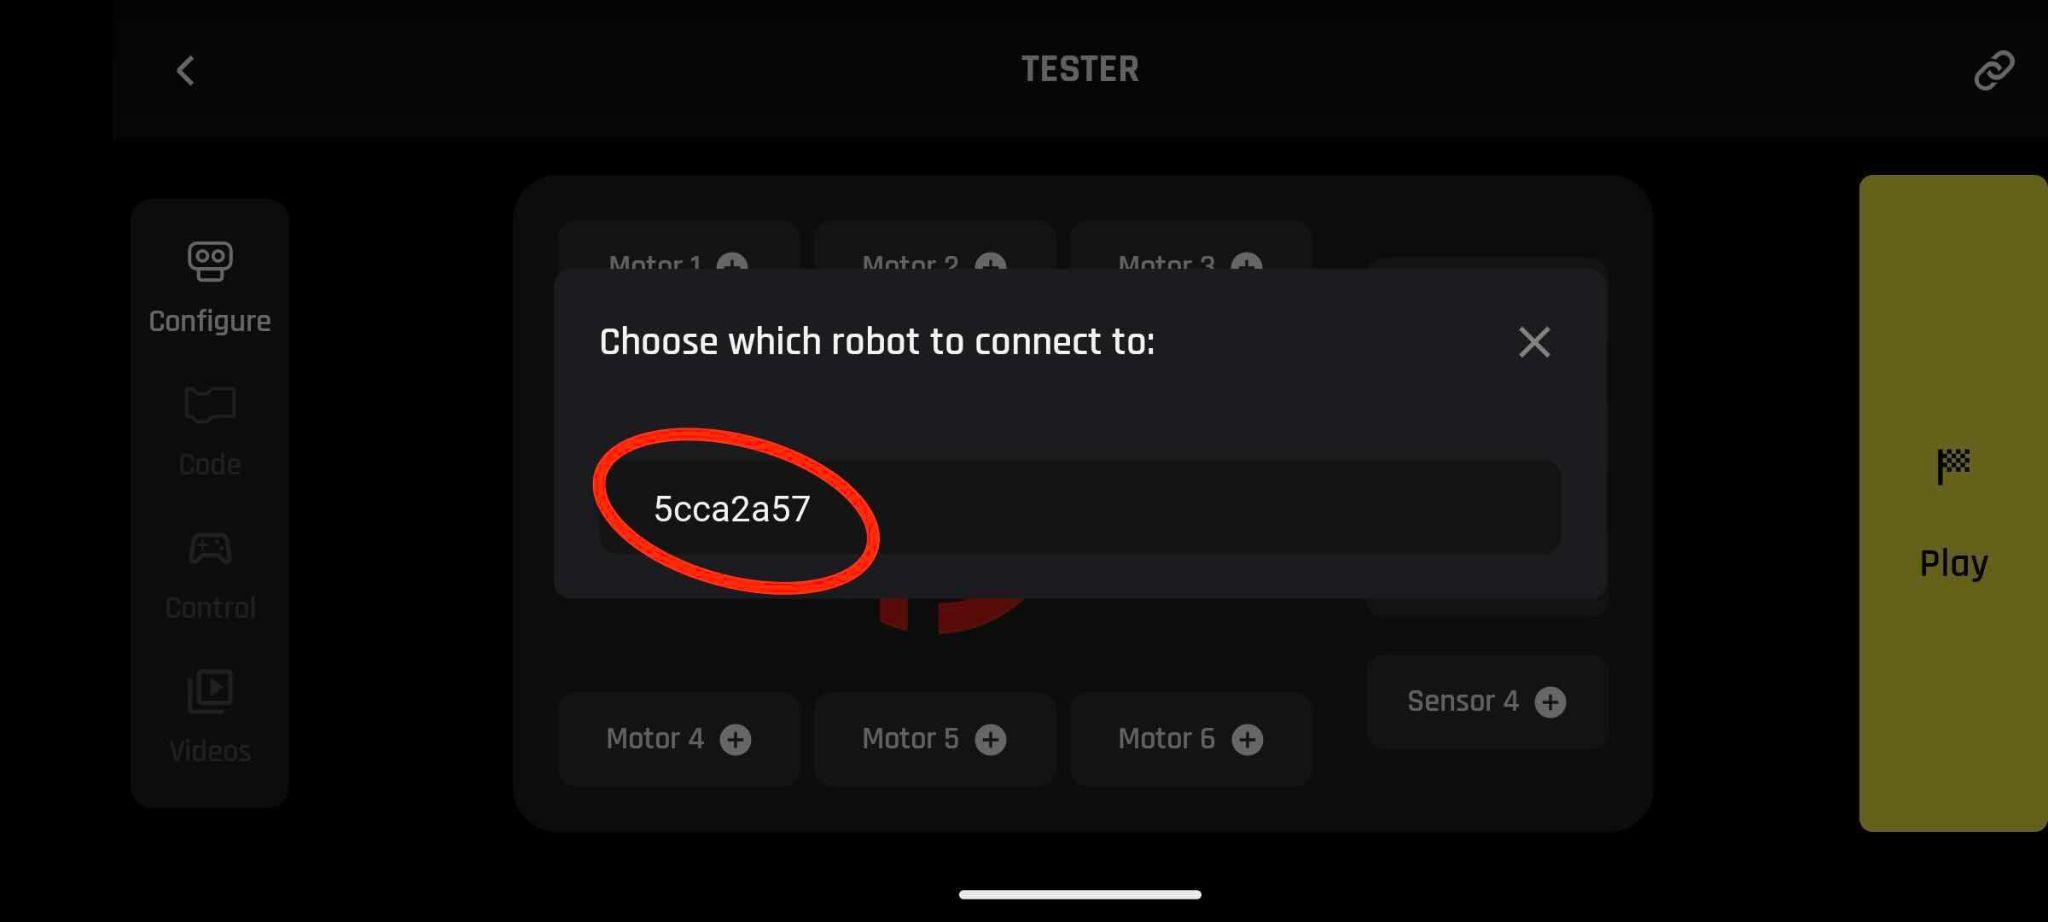 TESTER
Configure
Code
Control
Videos
Motor 1
Motor 2
Motor 3
Choose which robot to connect to:
5cca2a57
Motor 4
Motor 5
Motor 6
Sensor 4
Play